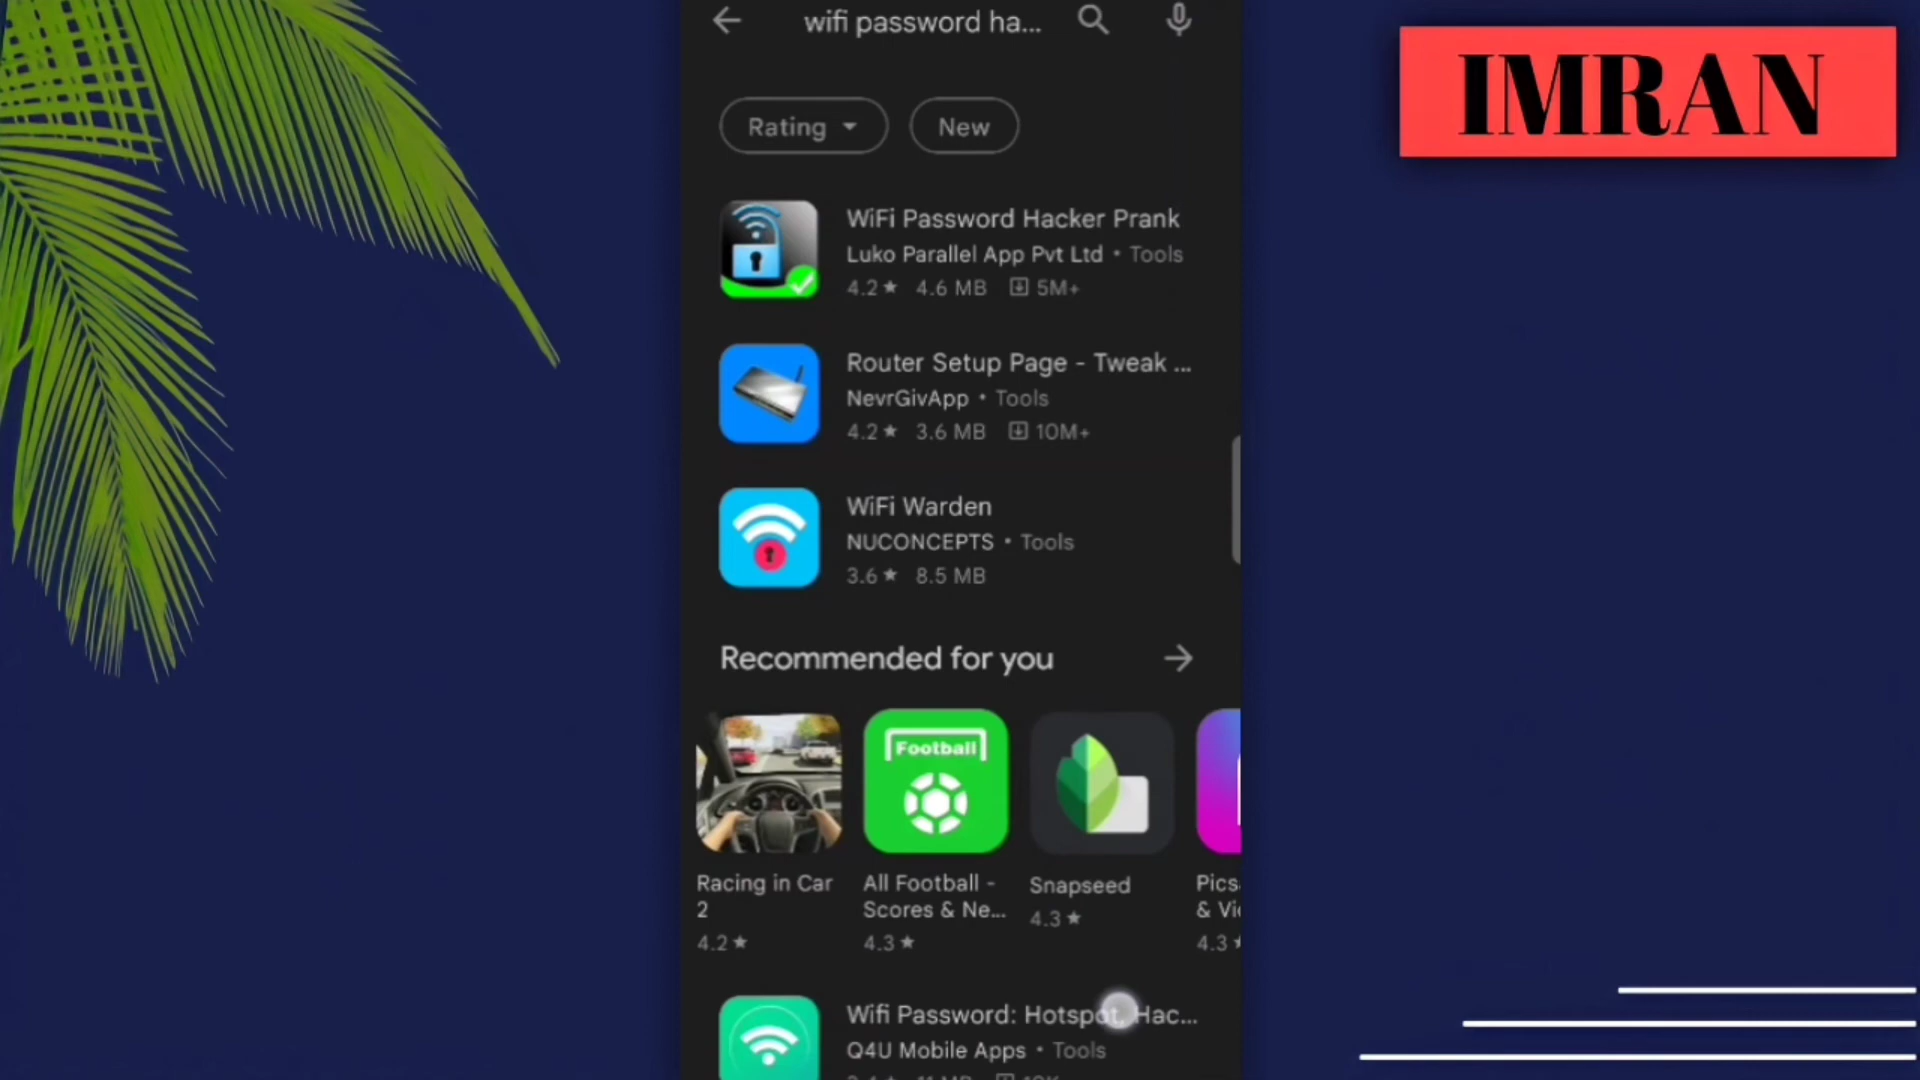 wifi password ha...
IMRAN
Rating
New
WiFi Password Hacker Prank
Luko Parallel App Pvt Ltd • Tools
4.2★ 4.6 MB 5M+
Router Setup Page - Tweak ...
NevrGivApp • Tools
4.2★ 3.6 MB 10M+
WiFi Warden
NUCONCEPTS • Tools
3.6★ 8.5 MB
Recommended for you
Football
Racing in Car
2
4.2★
All Football -
Scores & Ne...
4.3★
Snapseed
4.3★
Pics
& Vi
4.3★
Wifi Password: Hotspot, Hac...
Q4U Mobile Apps • Tools